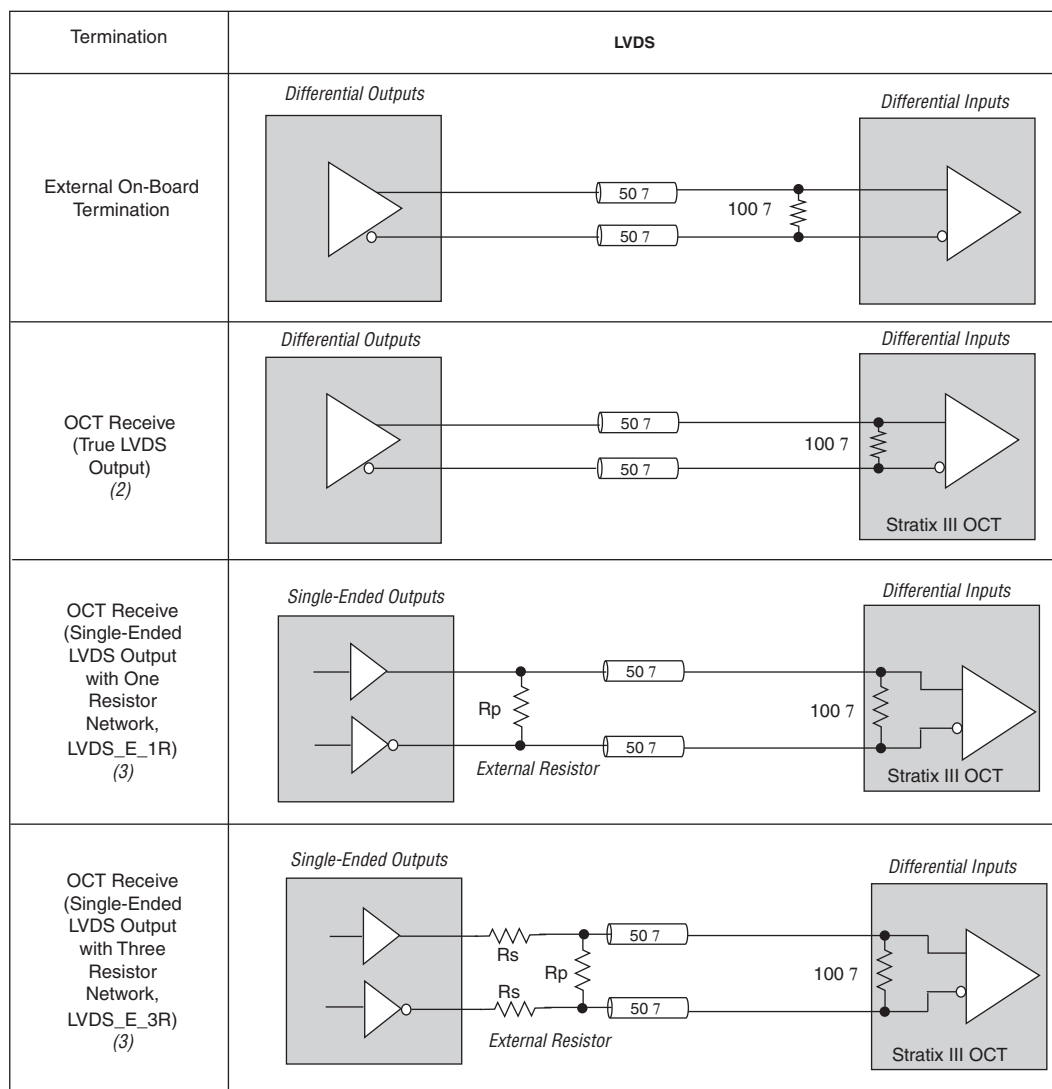 Termination
LVDS
External On-Board
Termination
Differential Outputs
Differential Inputs
50 7
50 7
100 7
OCT Receive
(True LVDS
Output)
(2)
Differential Outputs
Differential Inputs
50 7
50 7
100 7
Stratix III OCT
OCT Receive
(Single-Ended
LVDS Output
with One
Resistor
Network,
LVDS_E_1R)
(3)
Single-Ended Outputs
Differential Inputs
50 7
Rp
100 7
50 7
External Resistor
Stratix III OCT
OCT Receive
(Single-Ended
LVDS Output
with Three
Resistor
Network,
LVDS_E_3R)
(3)
Single-Ended Outputs
Differential Inputs
50 7
Rs
Rp
100 7
Rs
50 7
External Resistor
Stratix III OCT